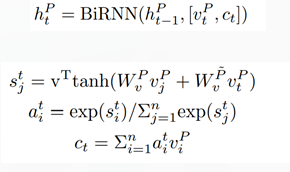 h_t^P = BiRNN(h_{t-1}^P, [v_t^P, c_t])
s_j^t = v^T tanh(W_v^P v_j^P + W_v^{P̃} v_t^P)
a_i^t = exp(s_i^t)/Σ_{j=1}^n exp(s_j^t)
c_t = Σ_{i=1}^n a_i^t v_i^P